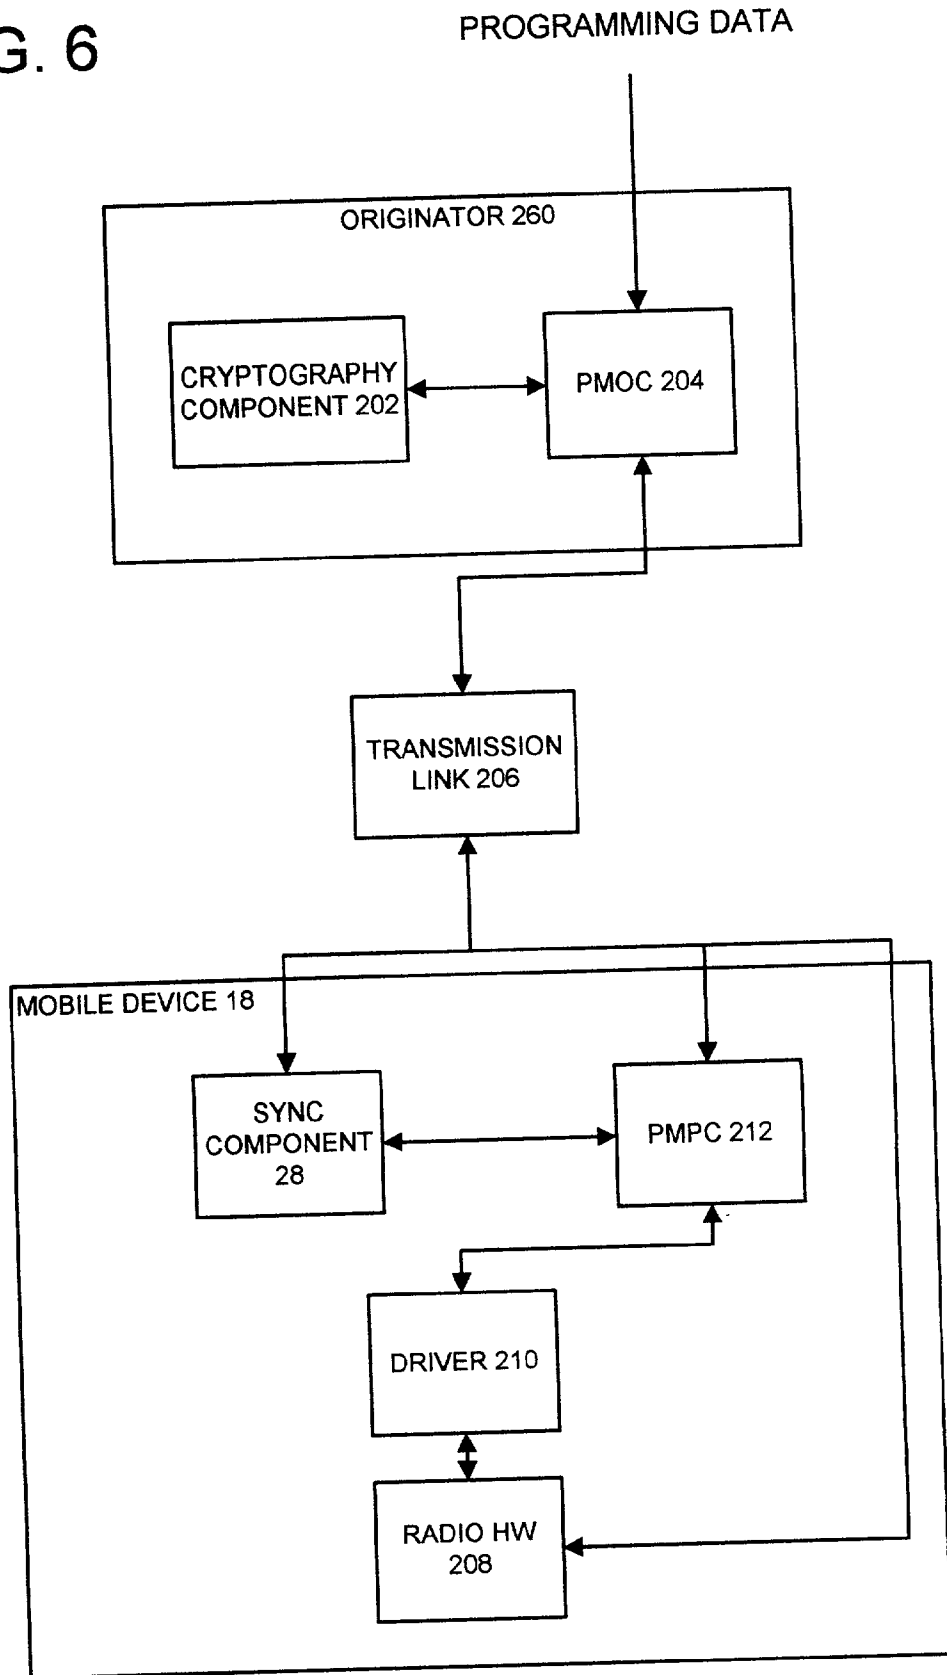 G. 6
PROGRAMMING DATA
ORIGINATOR 260
CRYPTOGRAPHY
COMPONENT 202
PMOC 204
TRANSMISSION
LINK 206
MOBILE DEVICE 18
SYNC
COMPONENT
28
PMPC 212
DRIVER 210
RADIO HW
208